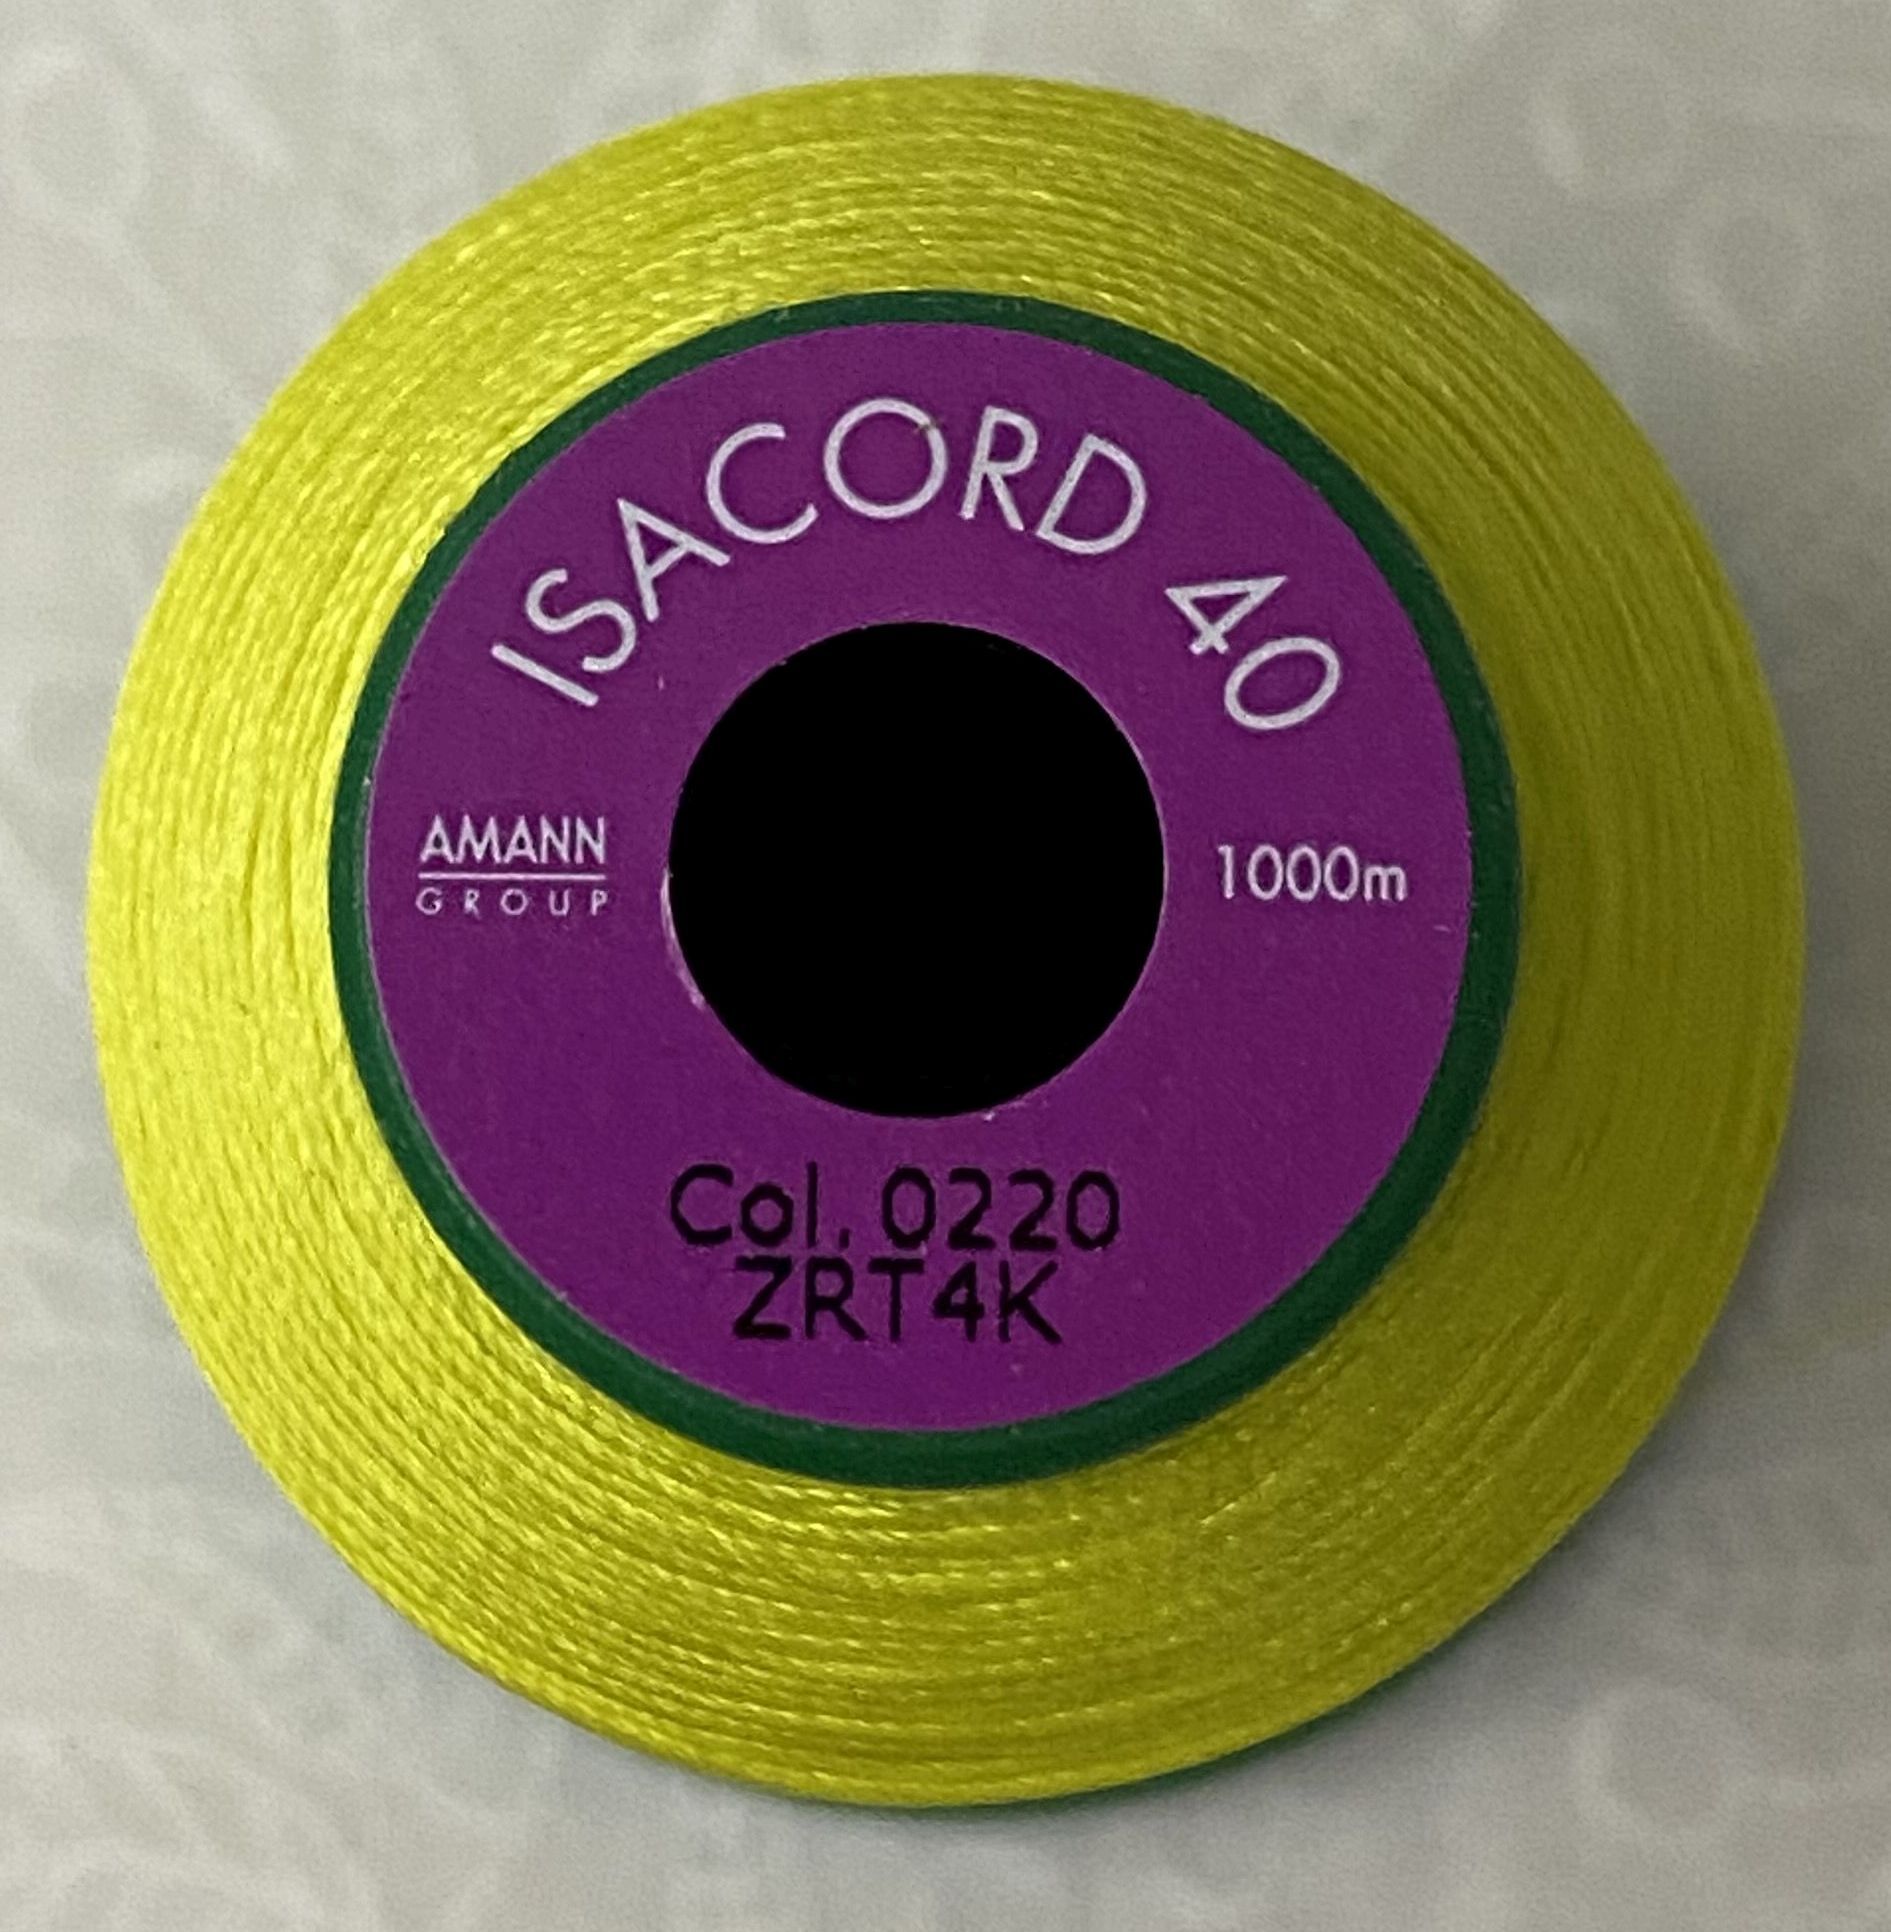 ISACORD 40
AMANN
GROUP
1000m
Col. 0220
ZRT4K